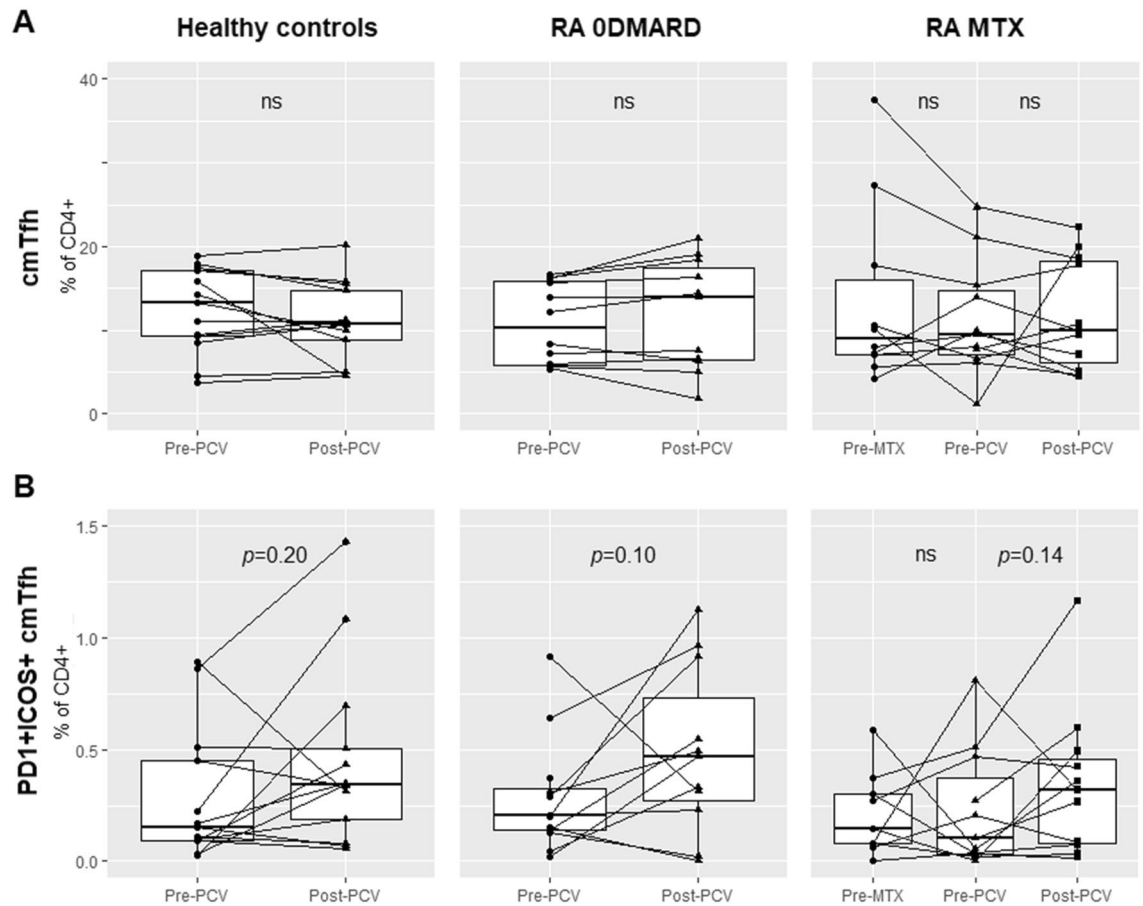 A
Healthy controls RA 0DMARD RA MTX
cmTfh
% of CD4+
40
20
0
ns ns ns ns
Pre-PCV Post-PCV Pre-PCV Post-PCV Pre-MTX Pre-PCV Post-PCV
B
PD1+ICOS+ cmTfh
% of CD4+
1.5
1.0
0.5
0.0
p=0.20 p=0.10 ns p=0.14
Pre-PCV Post-PCV Pre-PCV Post-PCV Pre-MTX Pre-PCV Post-PCV